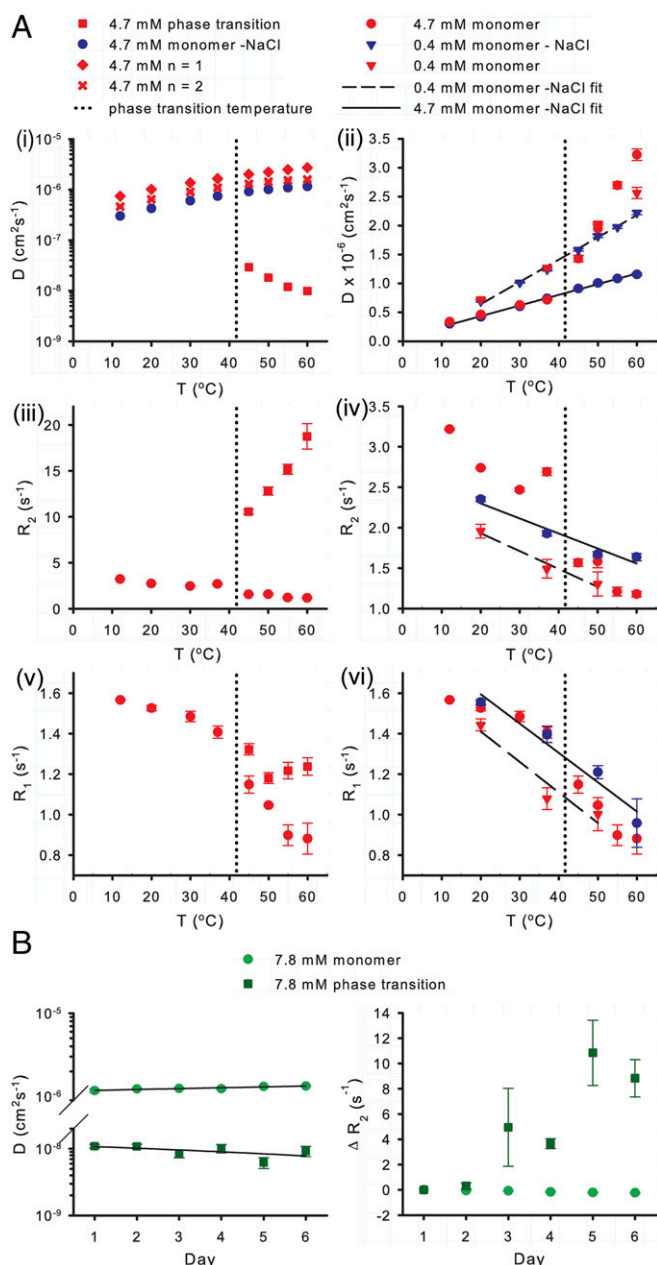 A
4.7 mM phase transition
4.7 mM monomer -NaCl
4.7 mM n = 1
4.7 mM n = 2
phase transition temperature
4.7 mM monomer
0.4 mM monomer - NaCl
0.4 mM monomer
0.4 mM monomer -NaCl fit
4.7 mM monomer -NaCl fit
(i)
D (cm²s⁻¹)
10⁻⁵
10⁻⁶
10⁻⁷
10⁻⁸
10⁻⁹
0 10 20 30 40 50 60
T (ºC)
(ii)
D x 10⁻⁶ (cm²s⁻¹)
3.5
3.0
2.5
2.0
1.5
1.0
0.5
0.0
0 10 20 30 40 50 60
T (ºC)
(iii)
R₂ (s⁻¹)
20
15
10
5
0
0 10 20 30 40 50 60
T (ºC)
(iv)
R₂ (s⁻¹)
3.5
3.0
2.5
2.0
1.5
1.0
0 10 20 30 40 50 60
T (ºC)
(v)
R₁ (s⁻¹)
1.6
1.4
1.2
1.0
0.8
0 10 20 30 40 50 60
T (ºC)
(vi)
R₁ (s⁻¹)
1.6
1.4
1.2
1.0
0.8
0 10 20 30 40 50 60
T (ºC)
B
7.8 mM monomer
7.8 mM phase transition
D (cm²s⁻¹)
10⁻⁵
10⁻⁶
10⁻⁸
10⁻⁹
1 2 3 4 5 6
Day
Δ R₂ (s⁻¹)
14
12
10
8
6
4
2
0
-2
1 2 3 4 5 6
Day